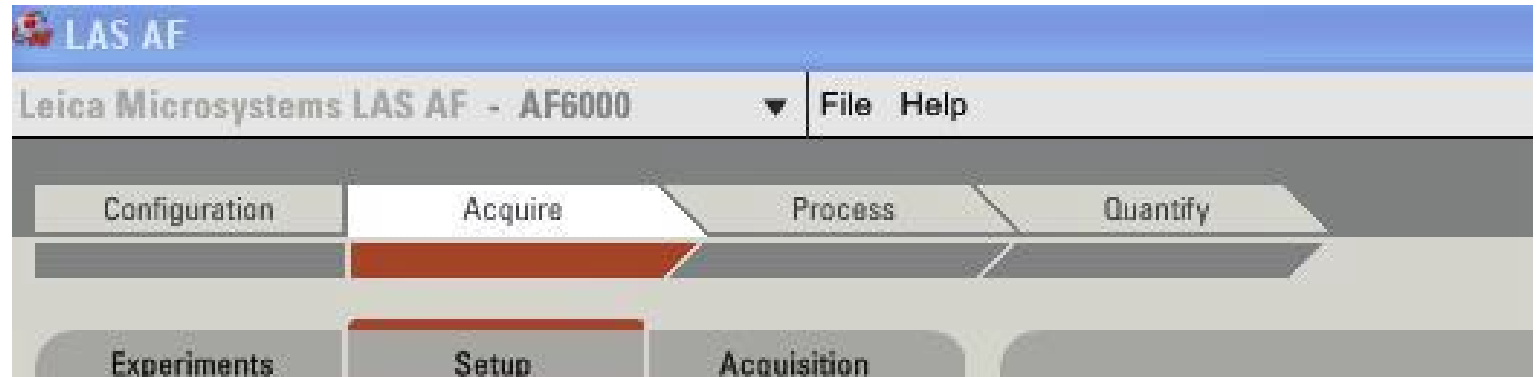 LAS AF
Leica Microsystems LAS AF - AF6000 File Help
Configuration Acquire Process Quantify
Experiments Setup Acquisition